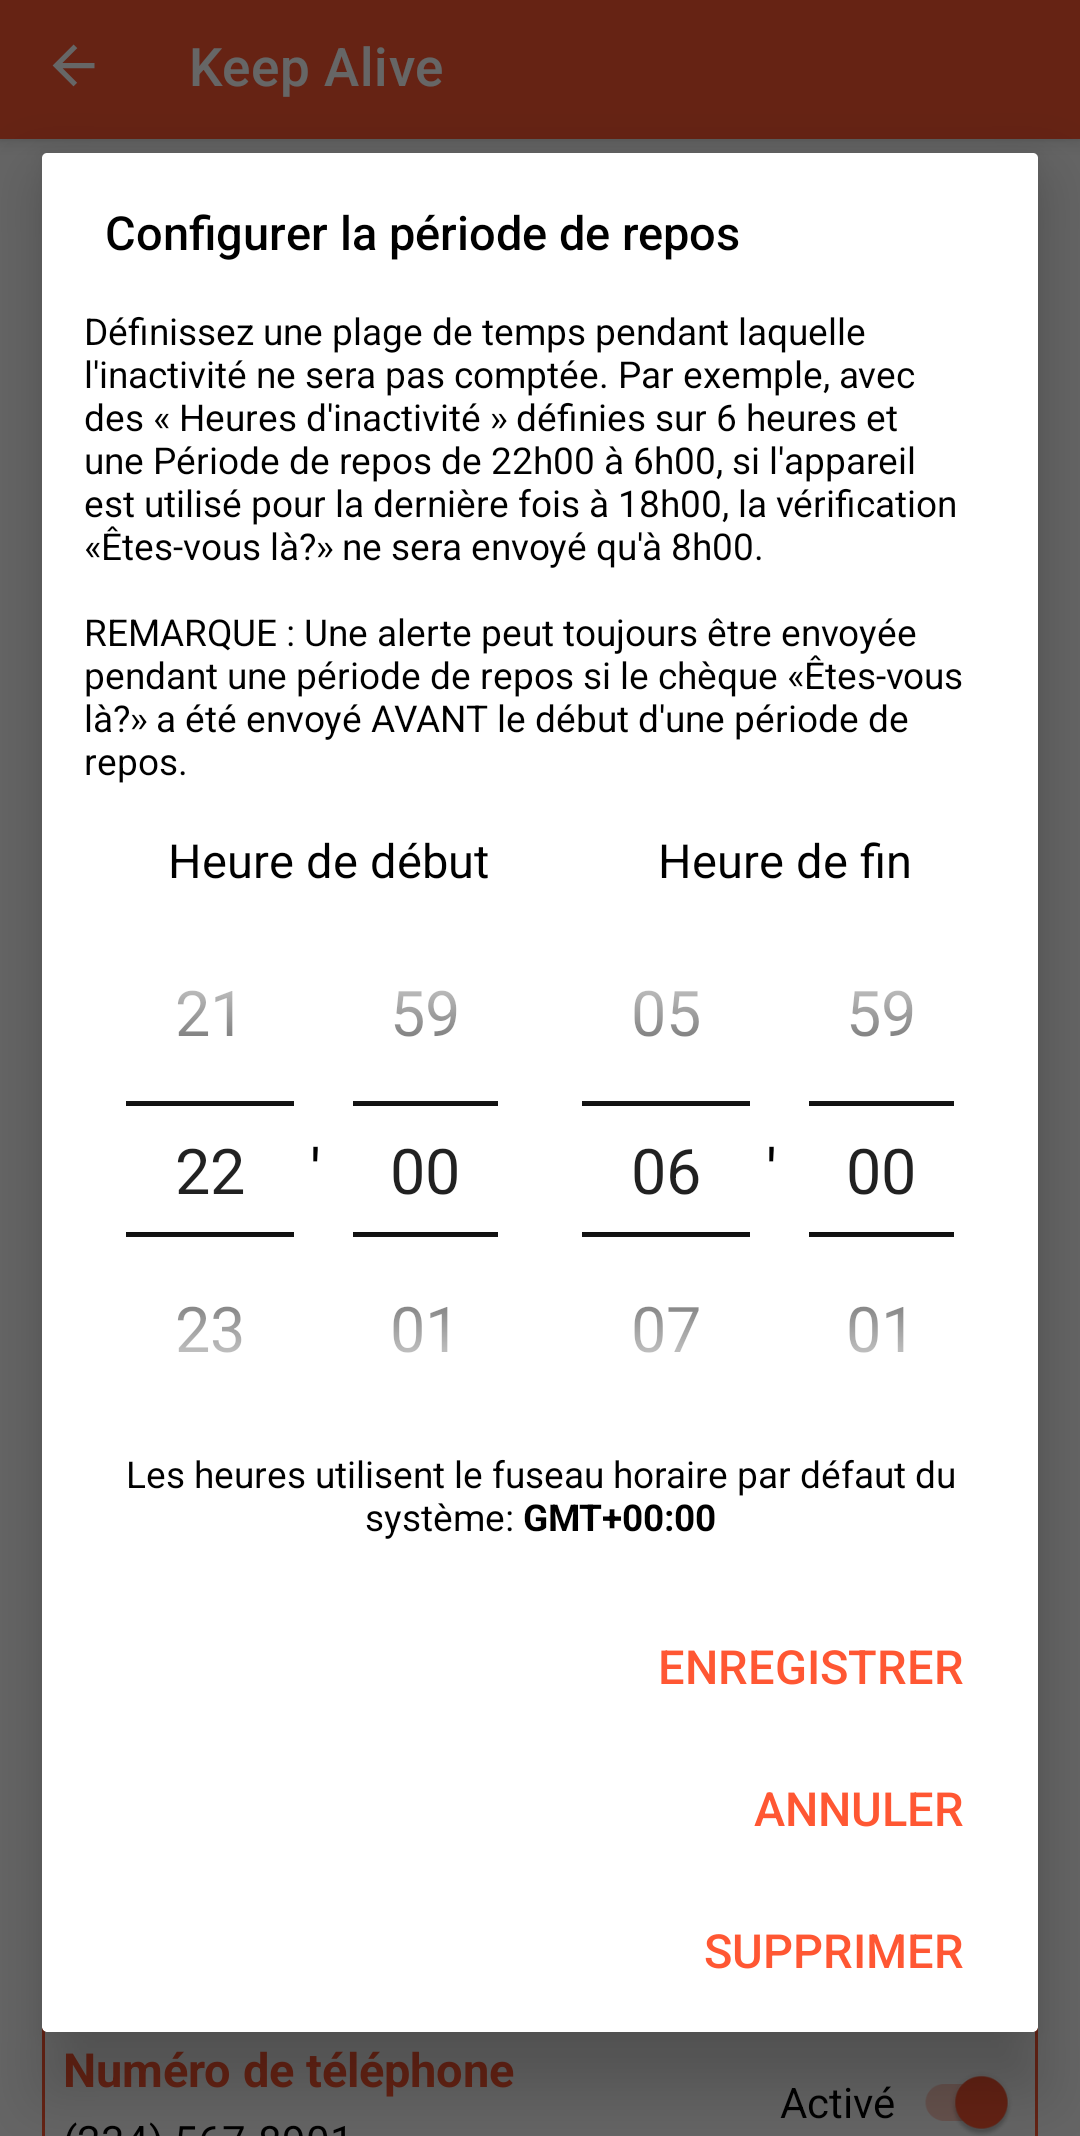 Keep Alive
Configurer la période de repos
Définissez une plage de temps pendant laquelle
l'inactivité ne sera pas comptée. Par exemple, avec
des « Heures d'inactivité » définies sur 6 heures et
une Période de repos de 22h00 à 6h00, si l'appareil
est utilisé pour la dernière fois à 18h00, la vérification
«Êtes-vous là?» ne sera envoyé qu'à 8h00.
REMARQUE : Une alerte peut toujours être envoyée
pendant une période de repos si le chèque «Êtes-vous
là?» a été envoyé AVANT le début d'une période de
repos.
Heure de début Heure de fin
21 59 05 59
22 ' 00 06 ' 00
23 01 07 01
Les heures utilisent le fuseau horaire par défaut du
système: GMT+00:00
ENREGISTRER
ANNULER
SUPPRIMER
Numéro de téléphone
Activé